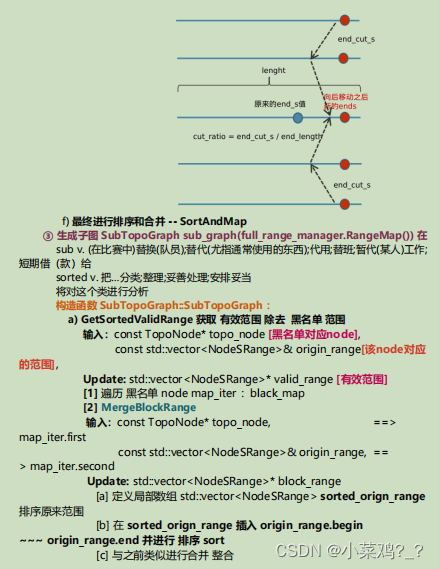 end_cut_s
lenght
向后移动之后
的ends
原来的end_s值
cut_ratio = end_cut_s / end_length
end_cut_s
f) 最终进行排序和合并 -- SortAndMap
③ 生成子图 SubTopoGraph sub_graph(full_range_manager.RangeMap()) 在
sub v. (在比赛中)替换(队员);替代(尤指通常使用的东西);代用;替班;暂代(某人)工作;
短期借（款）给
sorted v. 把…分类;整理;妥善处理;安排妥当
将对这个类进行分析
构造函数 SubTopoGraph::SubTopoGraph：
a) GetSortedValidRange 获取 有效范围 除去 黑名单 范围
输入：const TopoNode* topo_node, [黑名单对应node],
const std::vector<NodeSRange>& origin_range[该node对应
的范围],
Update: std::vector<NodeSRange>* valid_range [有效范围]
[1] 遍历 黑名单 node map_iter ：black_map
[2] MergeBlockRange
输入：const TopoNode* topo_node, ==>
map_iter.first
const std::vector<NodeSRange>& origin_range, ==
> map_iter.second
Update: std::vector<NodeSRange>* block_range
[a] 定义局部数组 std::vector<NodeSRange> sorted_orign_range
排序原来范围
[b] 在 sorted_orign_range 插入 origin_range.begin
~~~ origin_range.end 并进行 排序 sort
[c] 与之前类似进行合并 整合
CSDN @小菜鸡?_?